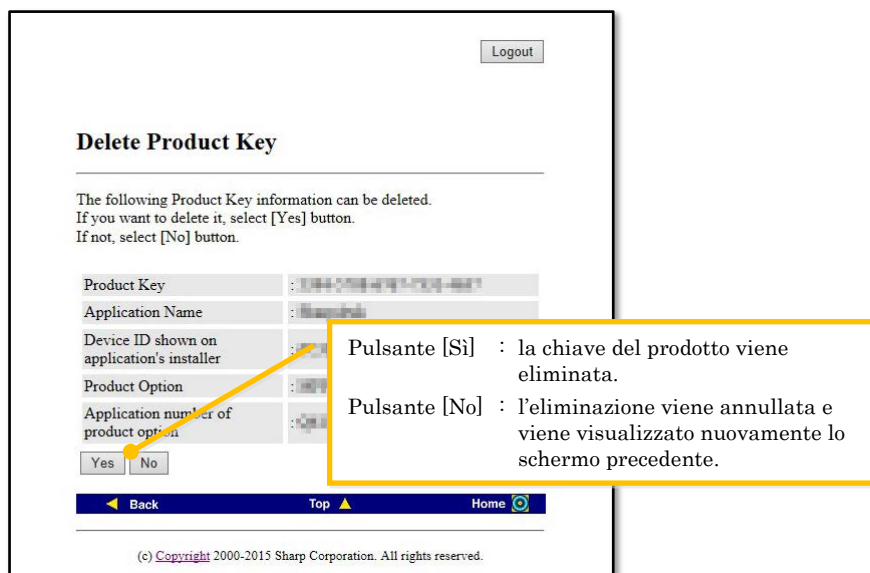 Logout
Delete Product Key
The following Product Key information can be deleted.
If you want to delete it, select [Yes] button.
If not, select [No] button.
Product Key :
Application Name :
Device ID shown on
application's installer :
Product Option :
Application number of
product option :
Pulsante [Sì] : la chiave del prodotto viene
eliminata.
Pulsante [No] : l'eliminazione viene annullata e
viene visualizzato nuovamente lo
schermo precedente.
Yes No
Back Top Home
(c) Copyright 2000-2015 Sharp Corporation. All rights reserved.